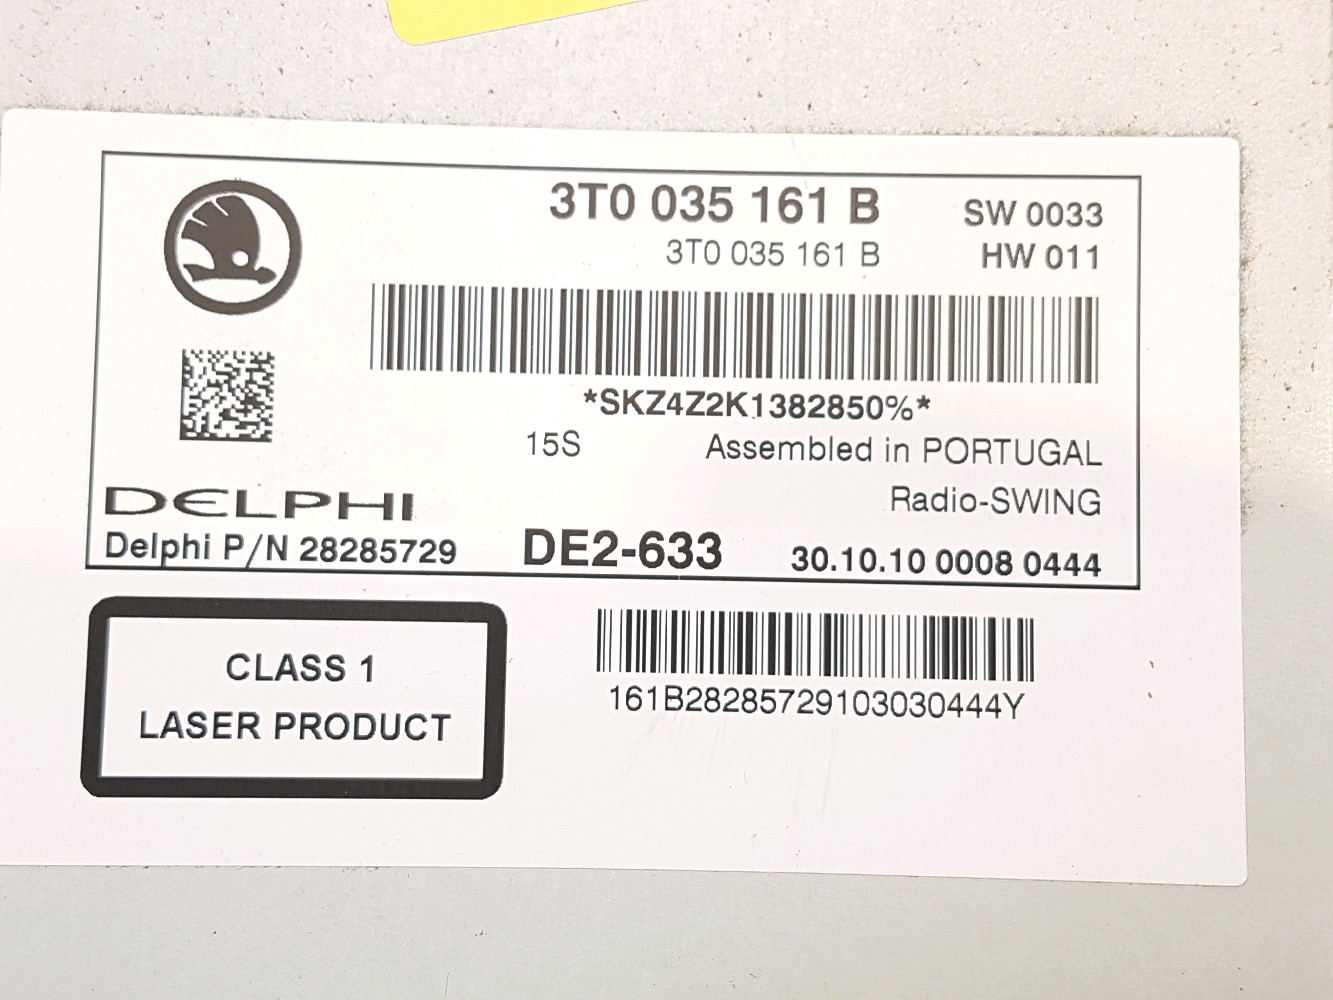 3T0 035 161 B SW 0033
3T0 035 161 B HW 011
*SKZ4Z2K1382850%*
15S Assembled in PORTUGAL
Radio-SWING
DELPHI
Delphi P/N 28285729 DE2-633 30.10.10 0008 0444
CLASS 1
LASER PRODUCT
161B28285729103030444Y